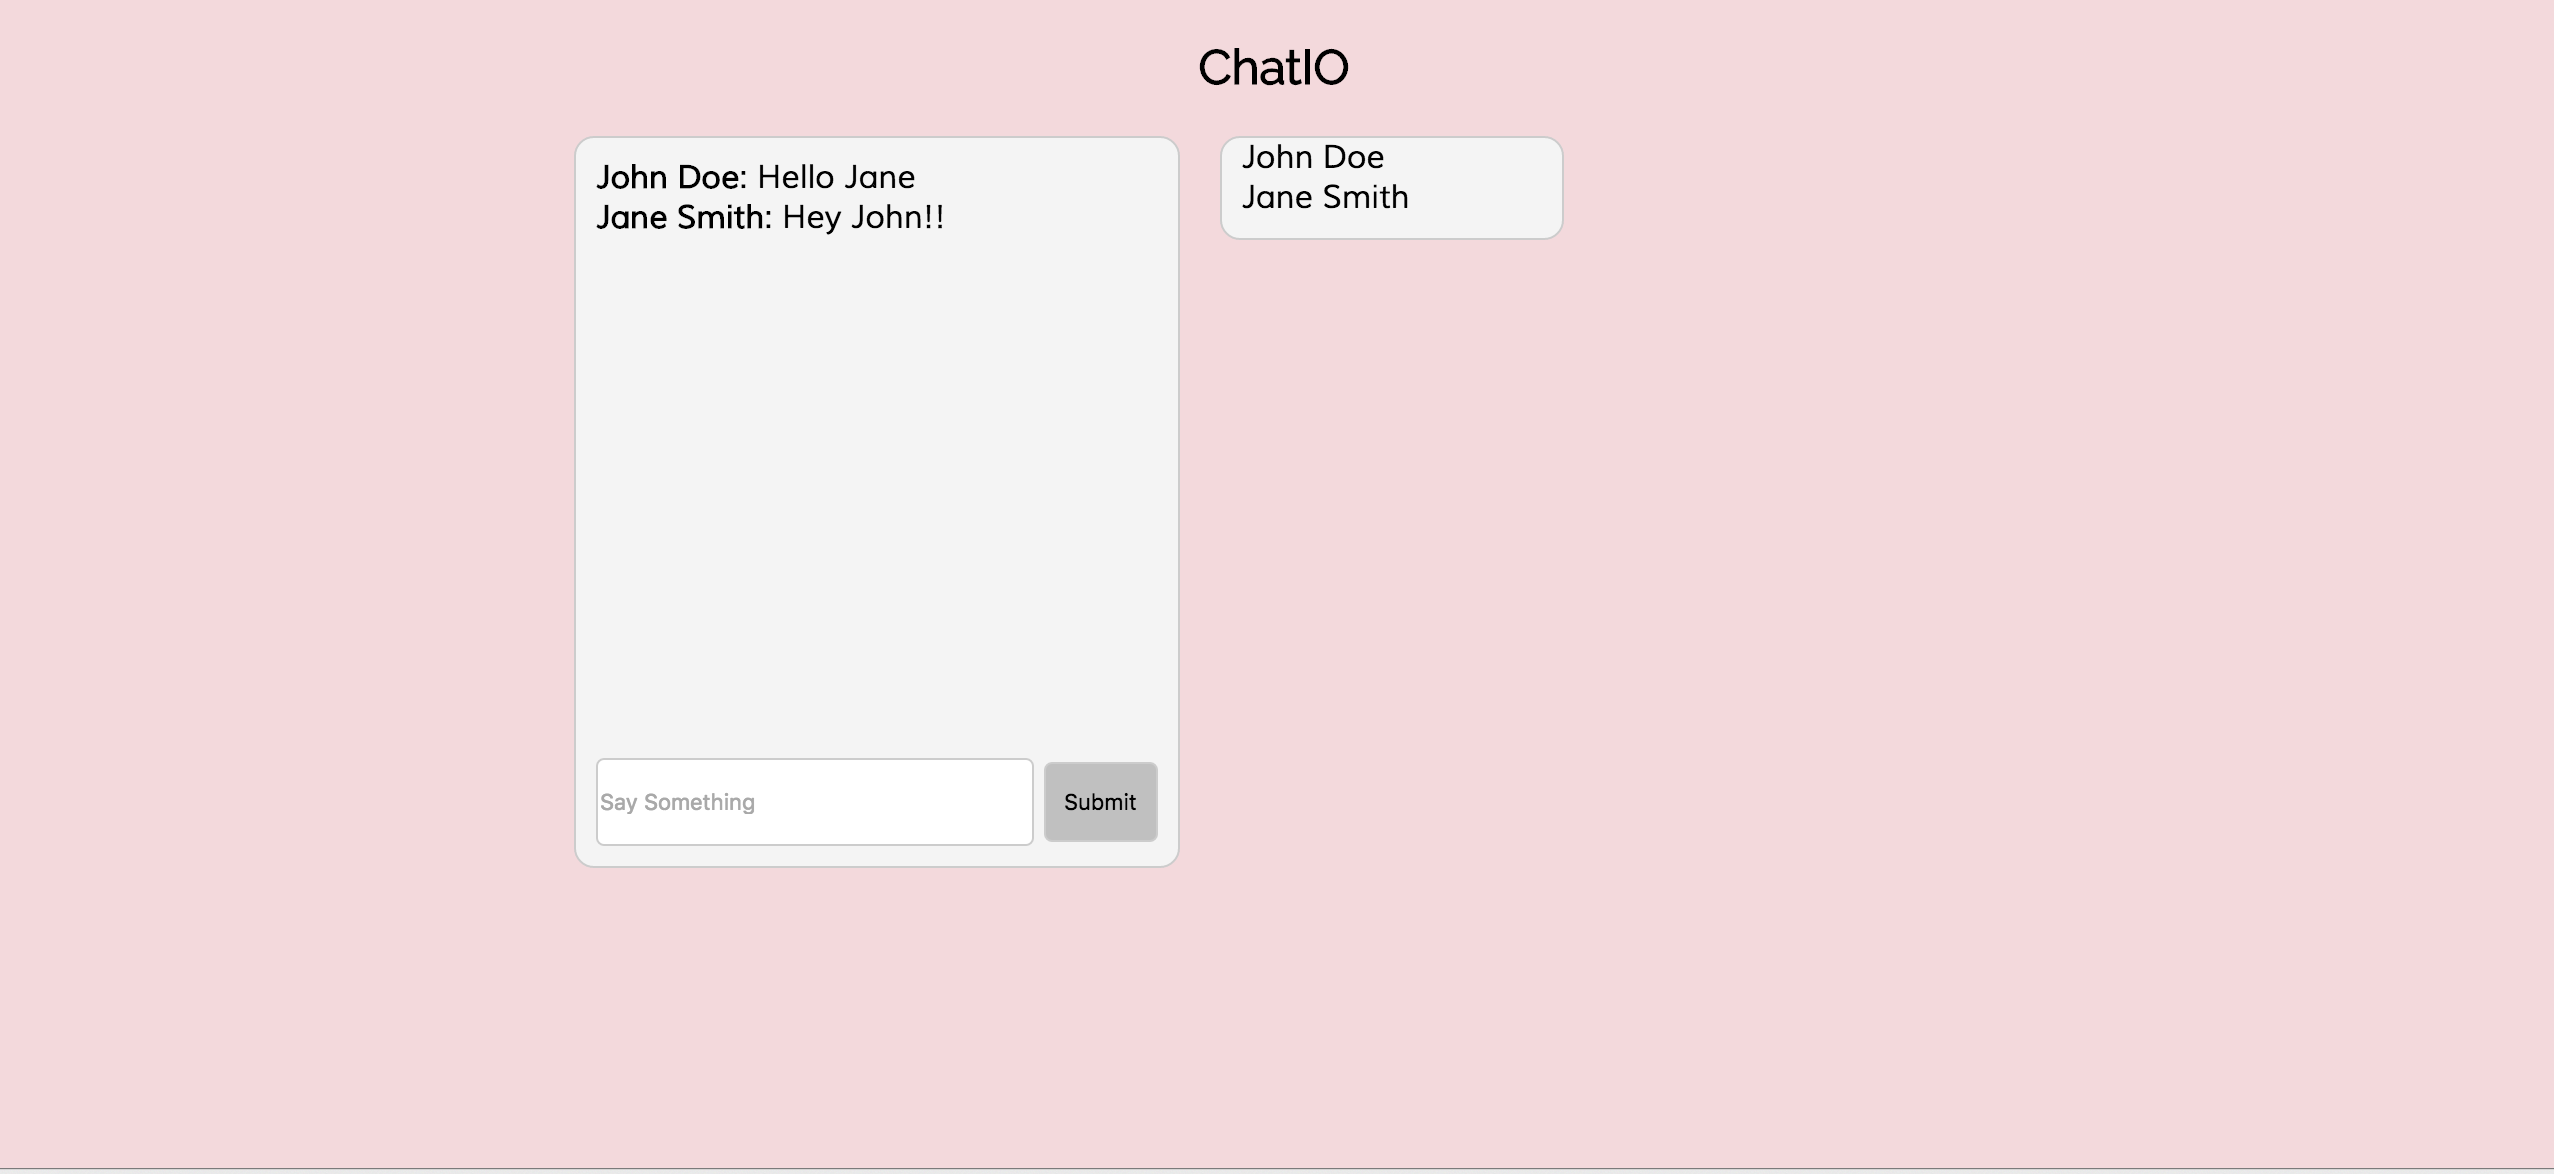 ChatIO
John Doe: Hello Jane
Jane Smith: Hey John!!
Say Something
Submit
John Doe
Jane Smith